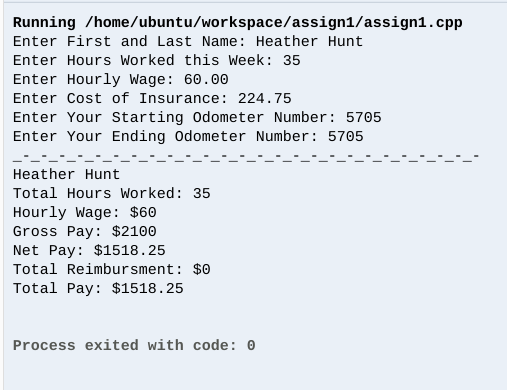 Running /home/ubuntu/workspace/assign1/assign1.cpp
Enter First and Last Name: Heather Hunt
Enter Hours Worked this Week: 35
Enter Hourly Wage: 60.00
Enter Cost of Insurance: 224.75
Enter Your Starting Odometer Number: 5705
Enter Your Ending Odometer Number: 5705
_-_-_-_-_-_-_-_-_-_-_-_-_-_-_-_-_-_-_-_-_-_-_-_-_-_-
Heather Hunt
Total Hours Worked: 35
Hourly Wage: $60
Gross Pay: $2100
Net Pay: $1518.25
Total Reimbursment: $0
Total Pay: $1518.25
Process exited with code: 0